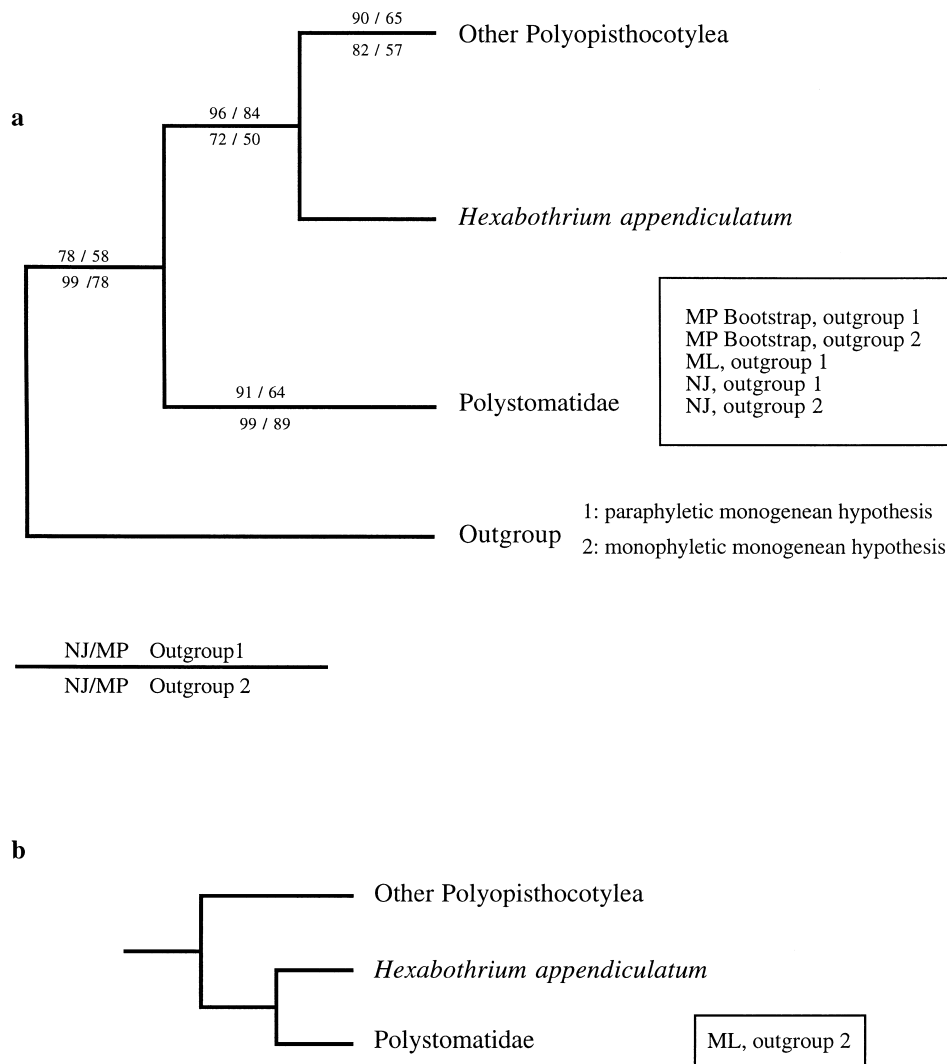 90 / 65
Other Polyopisthocotylea
82 / 57
a
96 / 84
72 / 50
Hexabothrium appendiculatum
78 / 58
99 /78
MP Bootstrap, outgroup 1
MP Bootstrap, outgroup 2
ML, outgroup 1
NJ, outgroup 1
NJ, outgroup 2
91 / 64
Polystomatidae
99 / 89
1: paraphyletic monogenean hypothesis
Outgroup
2: monophyletic monogenean hypothesis
NJ/MP Outgroup1
NJ/MP Outgroup 2
b
Other Polyopisthocotylea
Hexabothrium appendiculatum
Polystomatidae
ML, outgroup 2